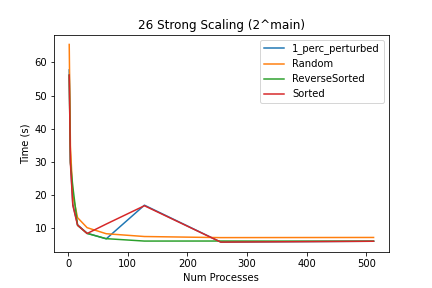 26 Strong Scaling (2^main)
1_perc_perturbed
Random
ReverseSorted
Sorted
Time (s)
60
50
40
30
20
10
0 100 200 300 400 500
Num Processes